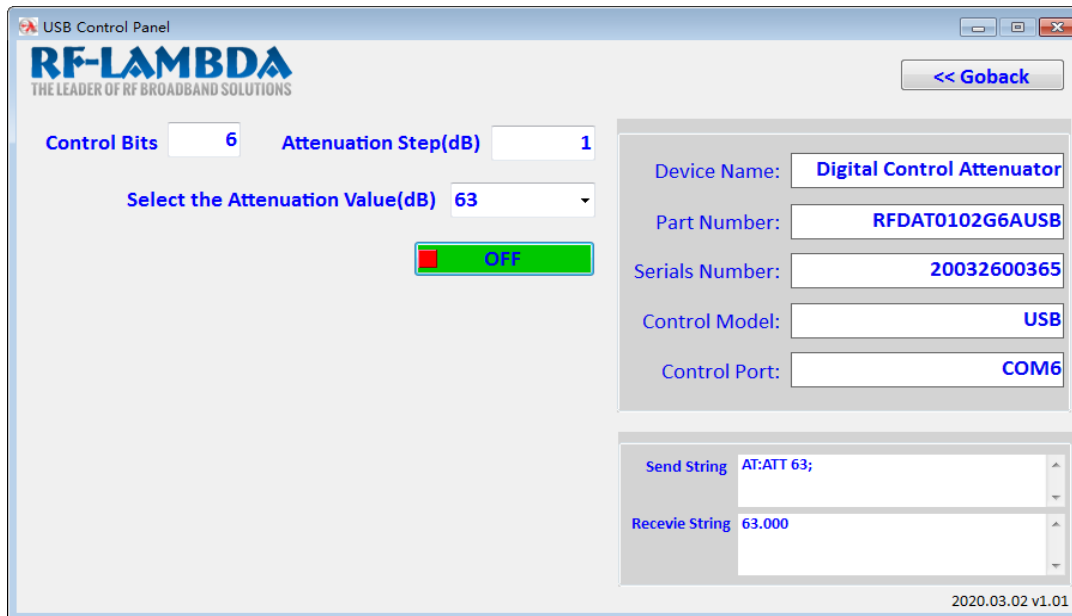 USB Control Panel
RF-LAMBDA
THE LEADER OF RF BROADBAND SOLUTIONS
<< Goback
Control Bits 6 Attenuation Step(dB) 1
Select the Attenuation Value(dB) 63
OFF
Device Name: Digital Control Attenuator
Part Number: RFDAT0102G6AUSB
Serials Number: 20032600365
Control Model: USB
Control Port: COM6
Send String AT:ATT 63;
Recevie String 63.000
2020.03.02 v1.01